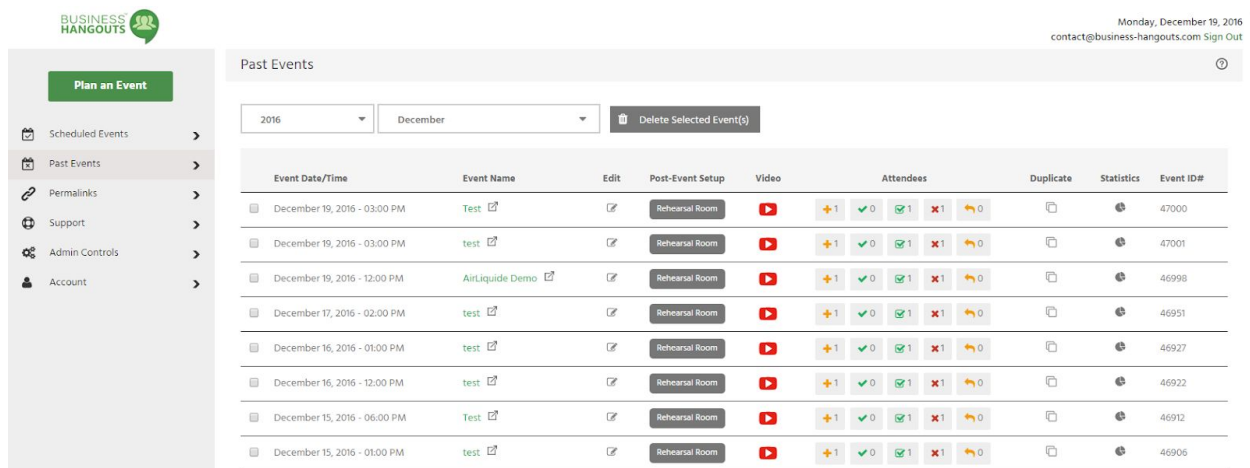 BUSINESS
HANGOUTS
Monday, December 19, 2016
contact@business-hangouts.com Sign Out
Plan an Event
Scheduled Events
Past Events
Permalinks
Support
Admin Controls
Account
Past Events
2016 December Delete Selected Event(s)
Event Date/Time Event Name Edit Post-Event Setup Video Attendees Duplicate Statistics Event ID#
December 19, 2016 - 03:00 PM Test Rehearsal Room 1 0 1 1 0 47000
December 19, 2016 - 03:00 PM test Rehearsal Room 1 0 1 1 0 47001
December 19, 2016 - 12:00 PM AirLiquide Demo Rehearsal Room 1 0 1 1 0 46998
December 17, 2016 - 02:00 PM test Rehearsal Room 1 0 1 1 0 46951
December 16, 2016 - 01:00 PM test Rehearsal Room 1 0 1 1 0 46927
December 16, 2016 - 12:00 PM test Rehearsal Room 1 0 1 1 0 46922
December 15, 2016 - 06:00 PM Test Rehearsal Room 1 0 1 1 0 46912
December 15, 2016 - 01:00 PM test Rehearsal Room 1 0 1 1 0 46906